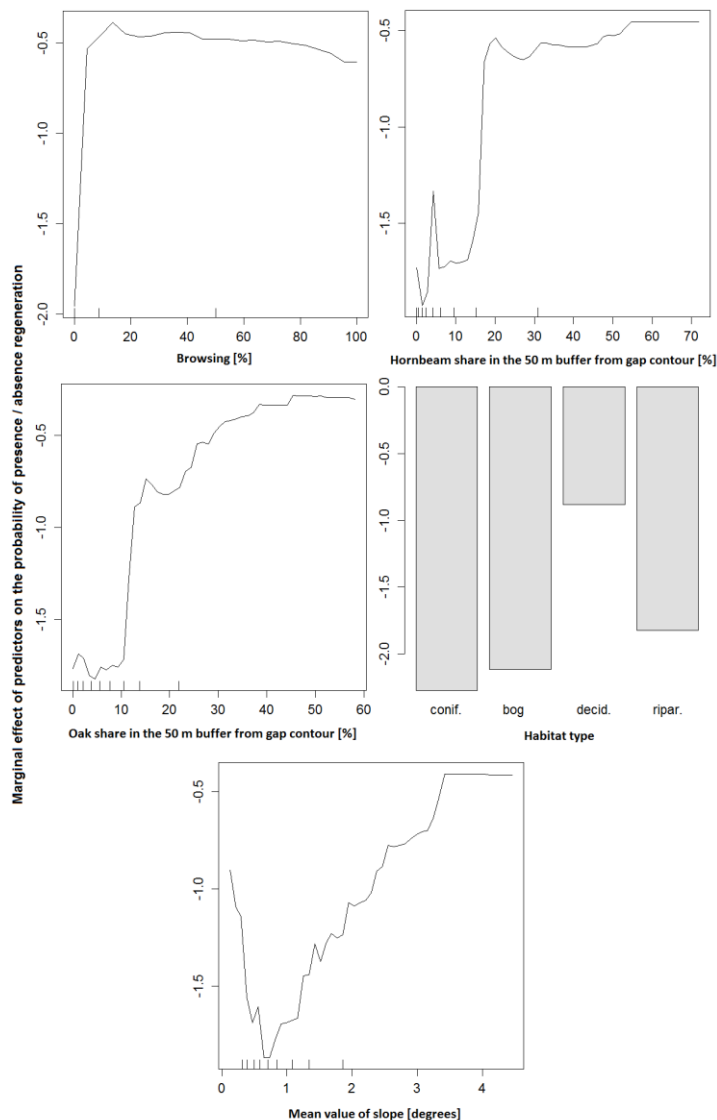 Marginal effect of predictors on the probability of presence / absence regeneration
-0.5
-1.0
-1.5
-2.0
0 20 40 60 80 100
Browsing [%]
-0.5
-1.0
-1.5
0 10 20 30 40 50 60 70
Hornbeam share in the 50 m buffer from gap contour [%]
-0.5
-1.0
-1.5
0 10 20 30 40 50 60
Oak share in the 50 m buffer from gap contour [%]
0.0
-0.5
-1.0
-1.5
-2.0
conif. bog decid. ripar.
Habitat type
-0.5
-1.0
-1.5
0 1 2 3 4
Mean value of slope [degrees]